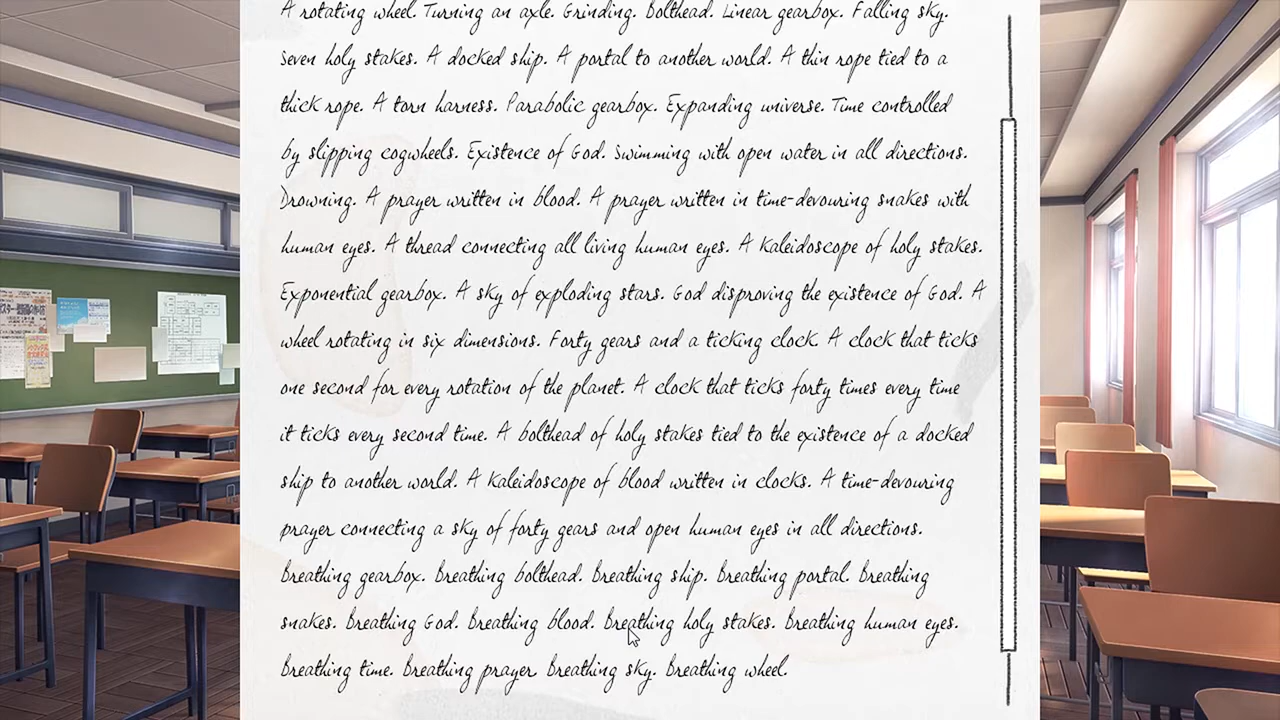 A rotating wheel. Turning an axle. Grinding. Bolthead. Linear gearbox. Falling sky.
Seven holy stakes. A docked ship. A portal to another world. A thin rope tied to a
thick rope. A torn harness. Parabolic gearbox. Expanding universe. Time controlled
by slipping cogwheels. Existence of God. Swimming with open water in all directions.
Drowning. A prayer written in blood. A prayer written in time-devouring snakes with
human eyes. A thread connecting all living human eyes. A kaleidoscope of holy stakes.
Exponential gearbox. A sky of exploding stars. God disproving the existence of God. A
wheel rotating in six dimensions. Forty gears and a ticking clock. A clock that ticks
one second for every rotation of the planet. A clock that ticks forty times every time
it ticks every second time. A bolthead of holy stakes tied to the existence of a docked
ship to another world. A kaleidoscope of blood written in clocks. A time-devouring
prayer connecting a sky of forty gears and open human eyes in all directions.
Breathing gearbox. Breathing bolthead. Breathing ship. Breathing portal. Breathing
snakes. Breathing God. Breathing blood. Breathing holy stakes. Breathing human eyes.
Breathing time. Breathing prayer. Breathing sky. Breathing wheel.